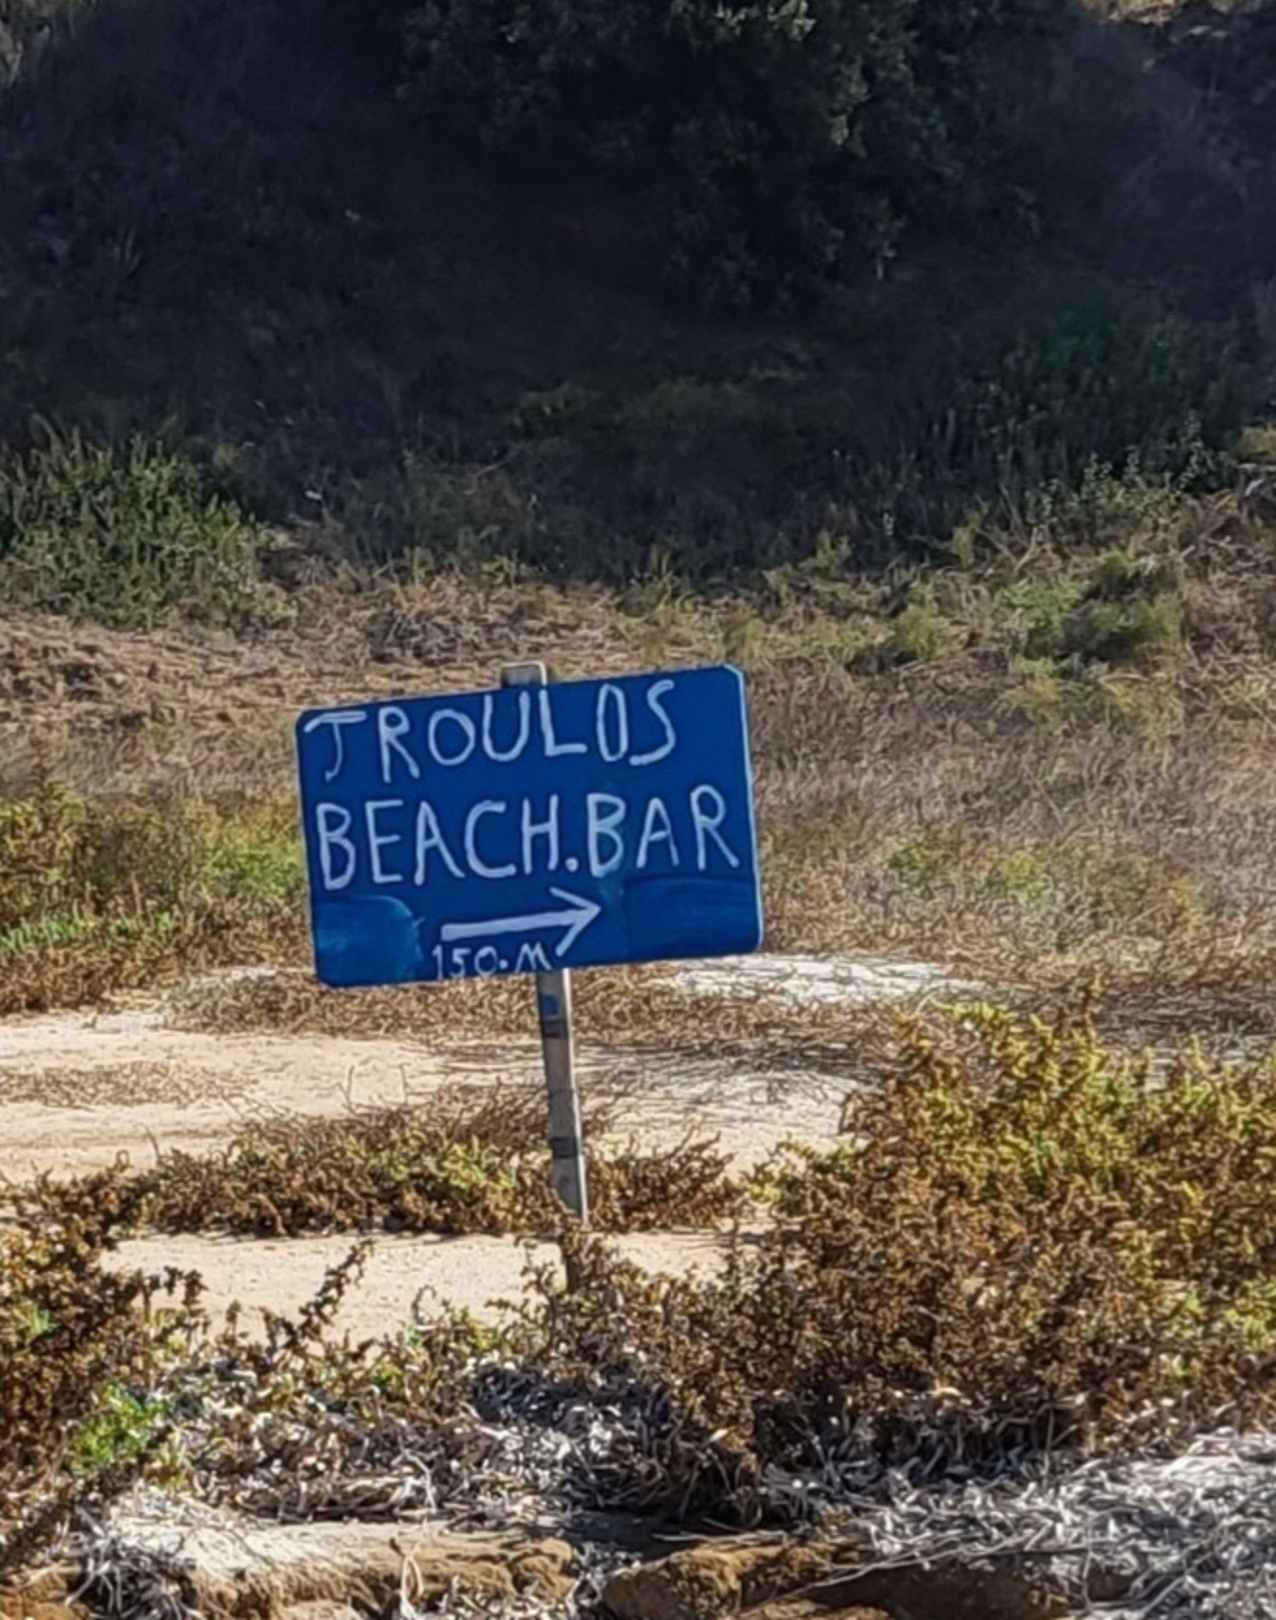 TROULOS
BEACH.BAR
→
150.M